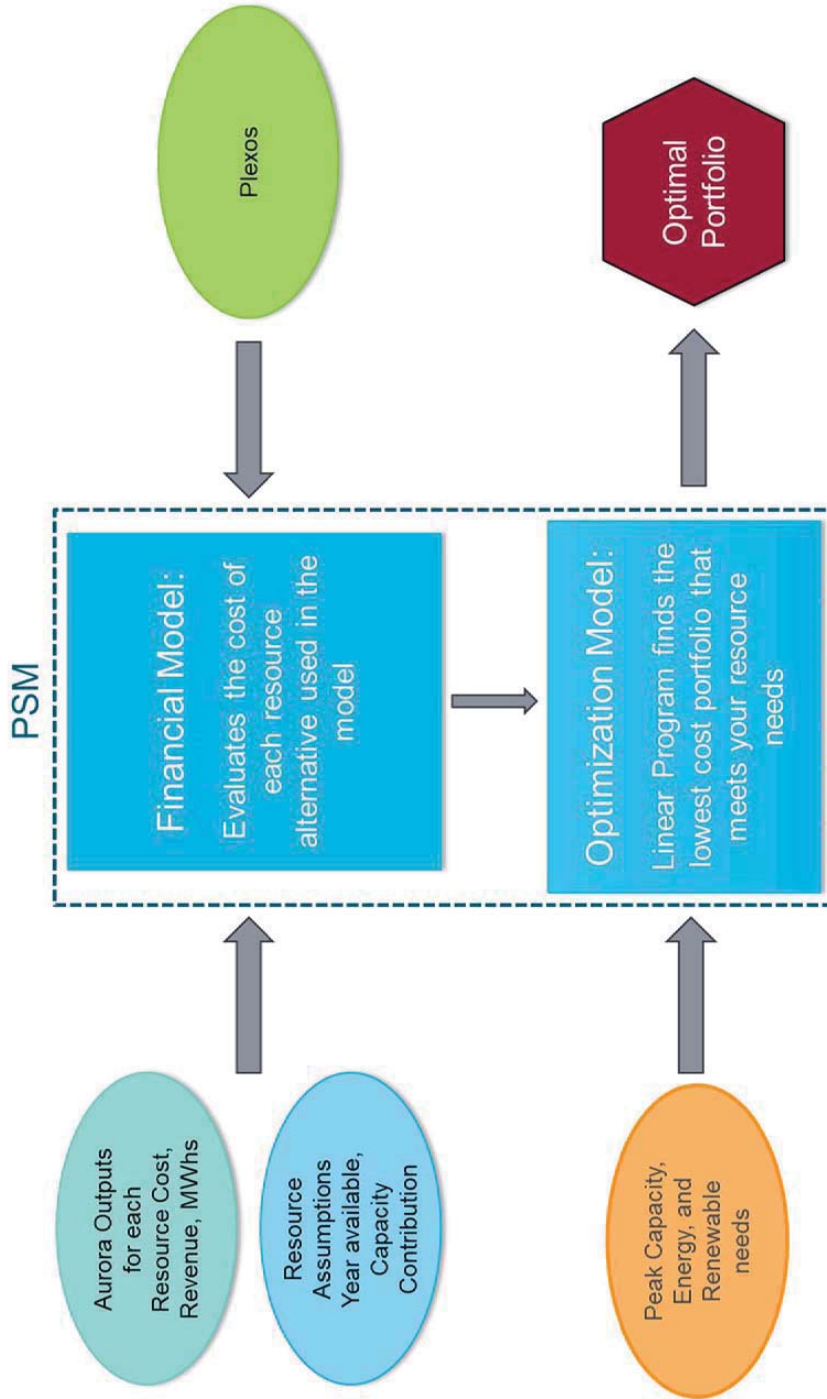 PSM
Aurora Outputs
for each
Resource Cost,
Revenue, MWhs
Resource
Assumptions
Year available,
Capacity
Contribution
Financial Model:
Evaluates the cost of
each resource
alternative used in the
model
Plexos
Peak Capacity,
Energy, and
Renewable
needs
Optimization Model:
Linear Program finds the
lowest cost portfolio that
meets your resource
needs
Optimal
Portfolio